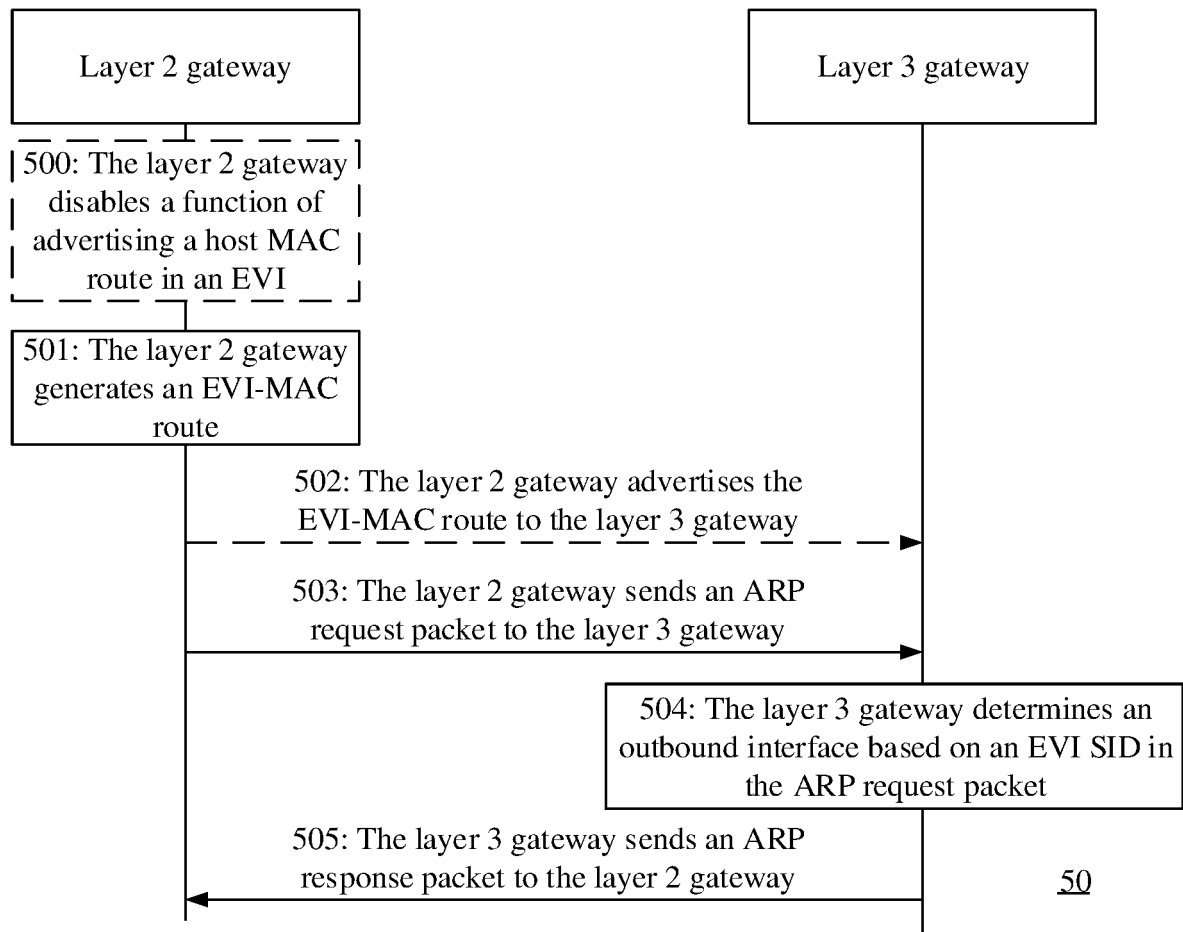 Layer 2 gateway
Layer 3 gateway
500: The layer 2 gateway
disables a function of
advertising a host MAC
route in an EVI
501: The layer 2 gateway
generates an EVI-MAC
route
502: The layer 2 gateway advertises the
EVI-MAC route to the layer 3 gateway
503: The layer 2 gateway sends an ARP
request packet to the layer 3 gateway
504: The layer 3 gateway determines an
outbound interface based on an EVI SID in
the ARP request packet
505: The layer 3 gateway sends an ARP
response packet to the layer 2 gateway
50